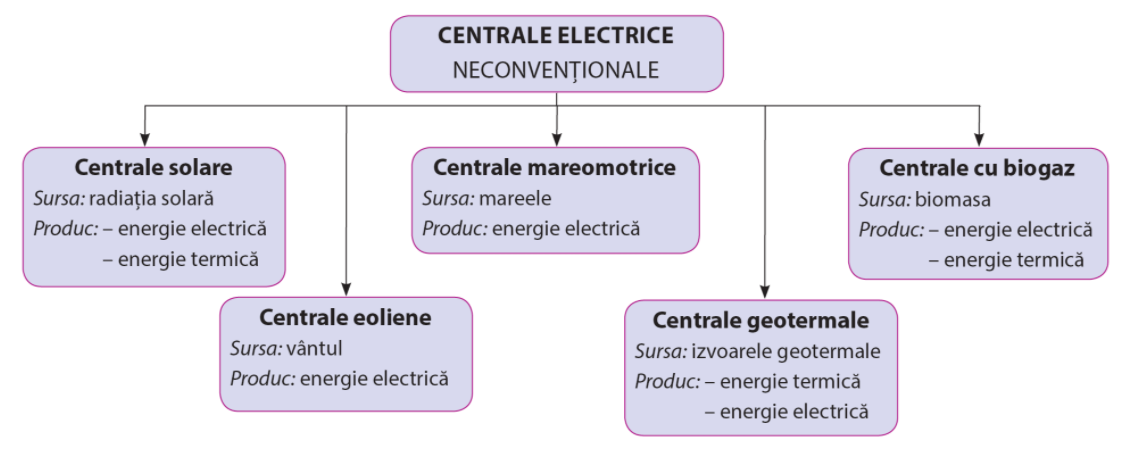 CENTRALE ELECTRICE
NECONVENȚIONALE
Centrale solare
Sursa: radiația solară
Produc: – energie electrică
– energie termică
Centrale mareomotrice
Sursa: mareele
Produc: energie electrică
Centrale cu biogaz
Sursa: biomasa
Produc: – energie electrică
– energie termică
Centrale eoliene
Sursa: vântul
Produc: energie electrică
Centrale geotermale
Sursa: izvoarele geotermale
Produc: – energie termică
– energie electrică